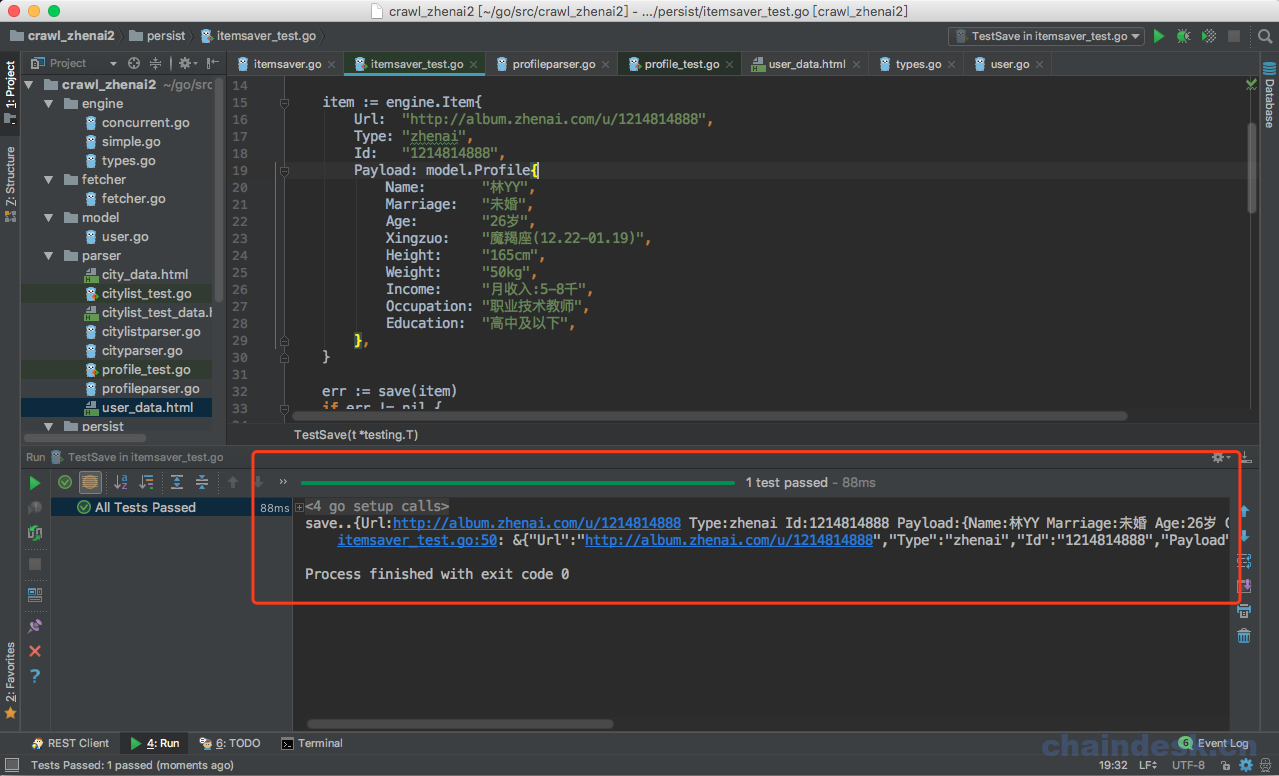 crawl_zhenai2 [~/go/src/crawl_zhenai2] - .../persist/itemsaver_test.go [crawl_zhenai2]
crawl_zhenai2 persist itemsaver_test.go TestSave in itemsaver_test.go
1: Project
Z: Structure
2: Favorites
Project
crawl_zhenai2 ~/go/src
engine
concurrent.go
simple.go
types.go
fetcher
fetcher.go
model
user.go
parser
city_data.html
citylist_test.go
citylist_test_data.h
citylistparser.go
cityparser.go
profile_test.go
profileparser.go
user_data.html
persist
itemsaver.go itemsaver_test.go profileparser.go profile_test.go user_data.html types.go user.go
14
15 item := engine.Item{
16 Url: "http://album.zhenai.com/u/1214814888",
17 Type: "zhenai",
18 Id: "1214814888",
19 Payload: model.Profile{
20 Name: "林YY",
21 Marriage: "未婚",
22 Age: "26岁",
23 Xingzuo: "魔羯座(12.22-01.19)",
24 Height: "165cm",
25 Weight: "50kg",
26 Income: "月收入:5-8千",
27 Occupation: "职业技术教师",
28 Education: "高中及以下",
29 },
30 }
31
32 err := save(item)
33 if err != nil {
TestSave(t *testing.T)
Database
Run TestSave in itemsaver_test.go
1 test passed - 88ms
All Tests Passed 88ms
<4 go setup calls>
save..{Url:http://album.zhenai.com/u/1214814888 Type:zhenai Id:1214814888 Payload:{Name:林YY Marriage:未婚 Age:26岁
itemsaver_test.go:50: &{"Url":"http://album.zhenai.com/u/1214814888","Type":"zhenai","Id":"1214814888","Payload"
Process finished with exit code 0
REST Client 4: Run 6: TODO Terminal 6 Event Log
chaindesk.cn
Tests Passed: 1 passed (moments ago) 19:32 LF UTF-8